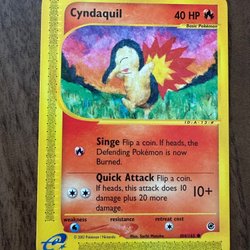 Cyndaquil 40 HP
Basic Pokémon
Singe Flip a coin. If heads, the
Defending Pokémon is now
Burned.
Quick Attack Flip a coin. If
heads, this attack does 10 10+
damage plus 10 more
damage.
weakness resistance retreat cost